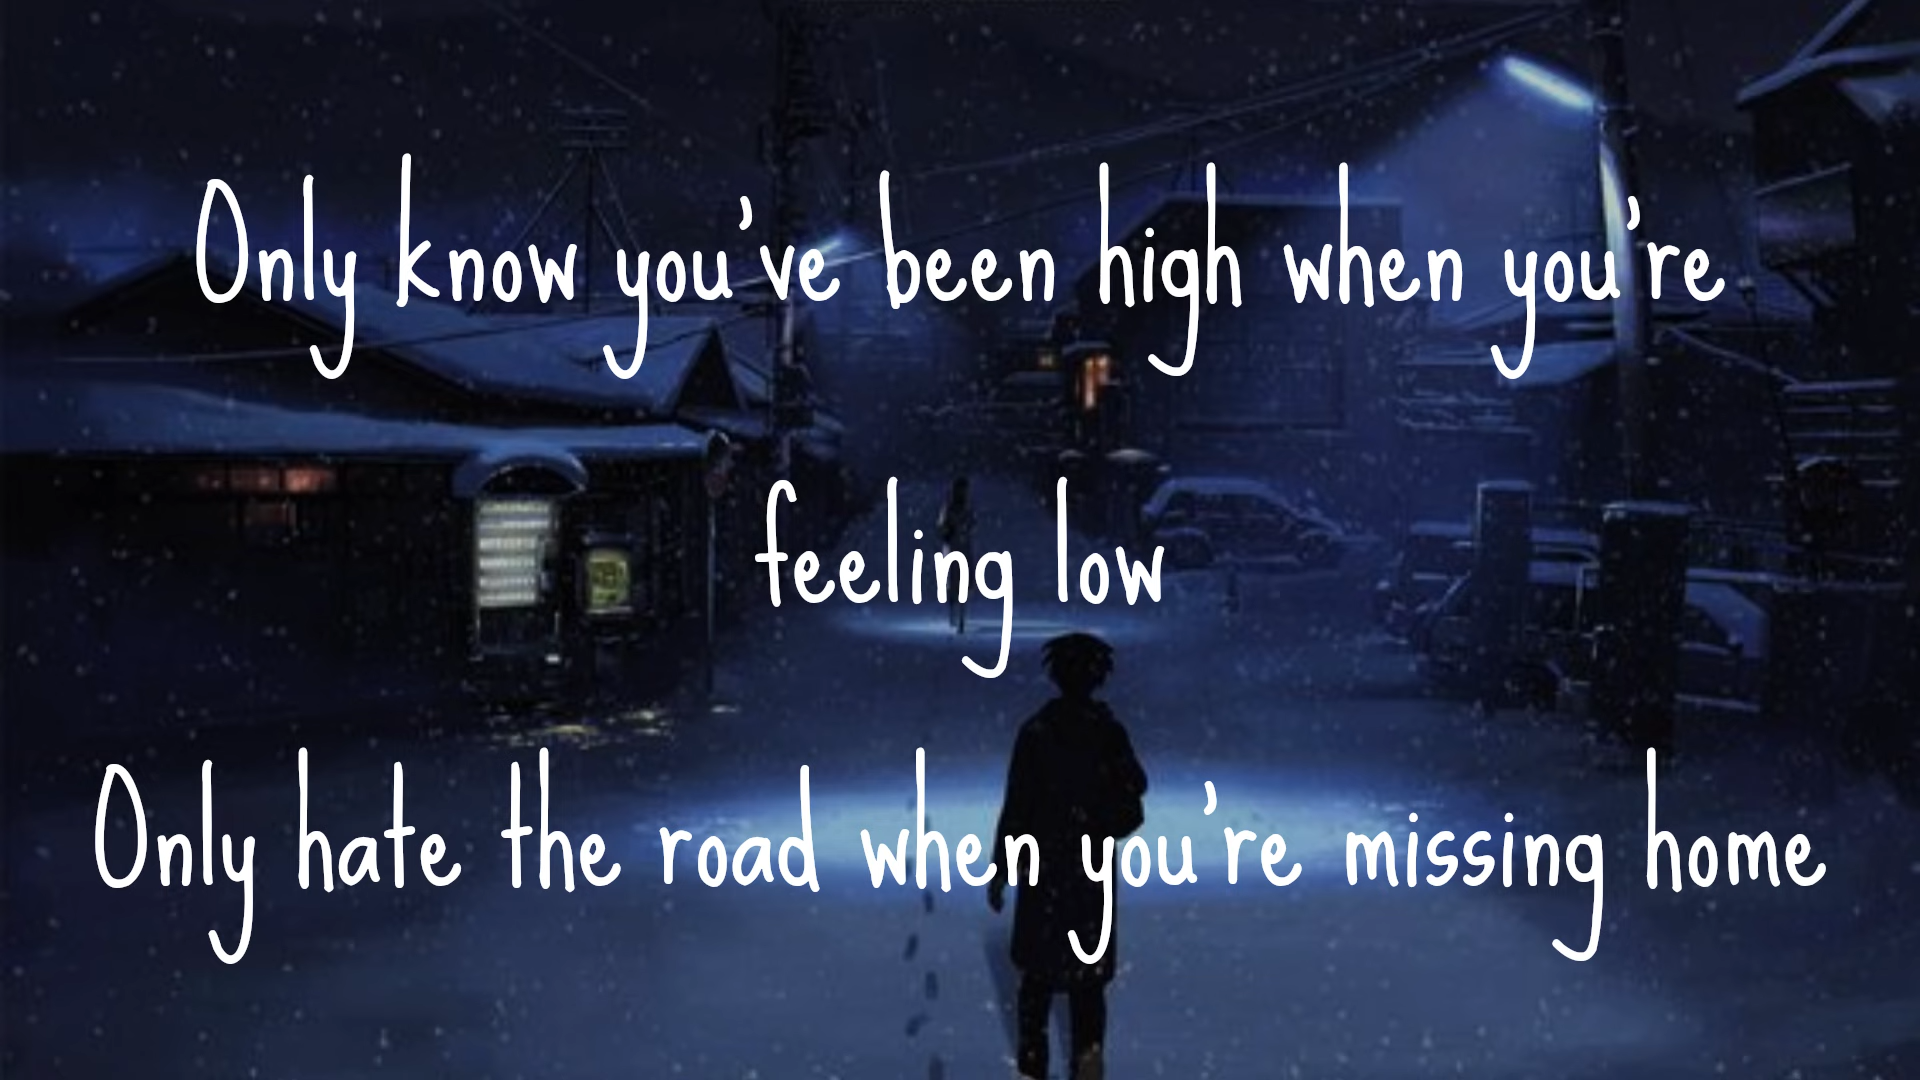 Only know you've been high when you're
feeling low
Only hate the road when you're missing home